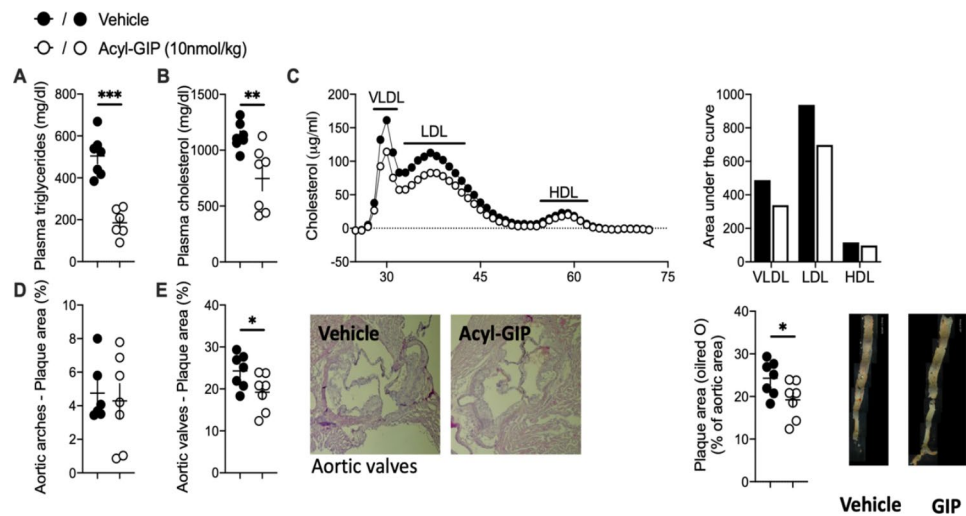 ● / ● Vehicle
○ / ○ Acyl-GIP (10nmol/kg)
A
Plasma triglycerides (mg/dl)
800
600
400
200
0
***
B
Plasma cholesterol (mg/dl)
1500
1000
500
0
**
C
Cholesterol (µg/ml)
200
150
100
50
0
-50
VLDL
LDL
HDL
30 45 60 75
Area under the curve
1000
800
600
400
200
0
VLDL LDL HDL
D
Aortic arches - Plaque area (%)
10
8
6
4
2
0
E
Aortic valves - Plaque area (%)
40
30
20
10
0
*
Vehicle
Acyl-GIP
Aortic valves
Plaque area (oilred O)
(% of aortic area)
40
30
20
10
0
*
Vehicle GIP